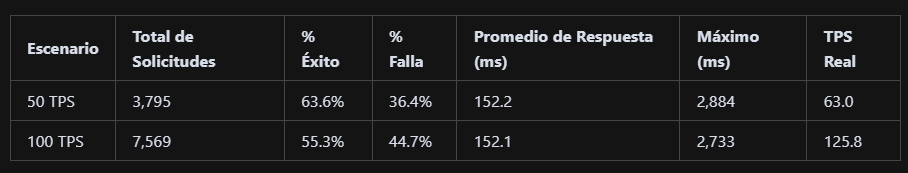 Escenario Total de Solicitudes % Éxito % Falla Promedio de Respuesta (ms) Máximo (ms) TPS Real
50 TPS 3,795 63.6% 36.4% 152.2 2,884 63.0
100 TPS 7,569 55.3% 44.7% 152.1 2,733 125.8